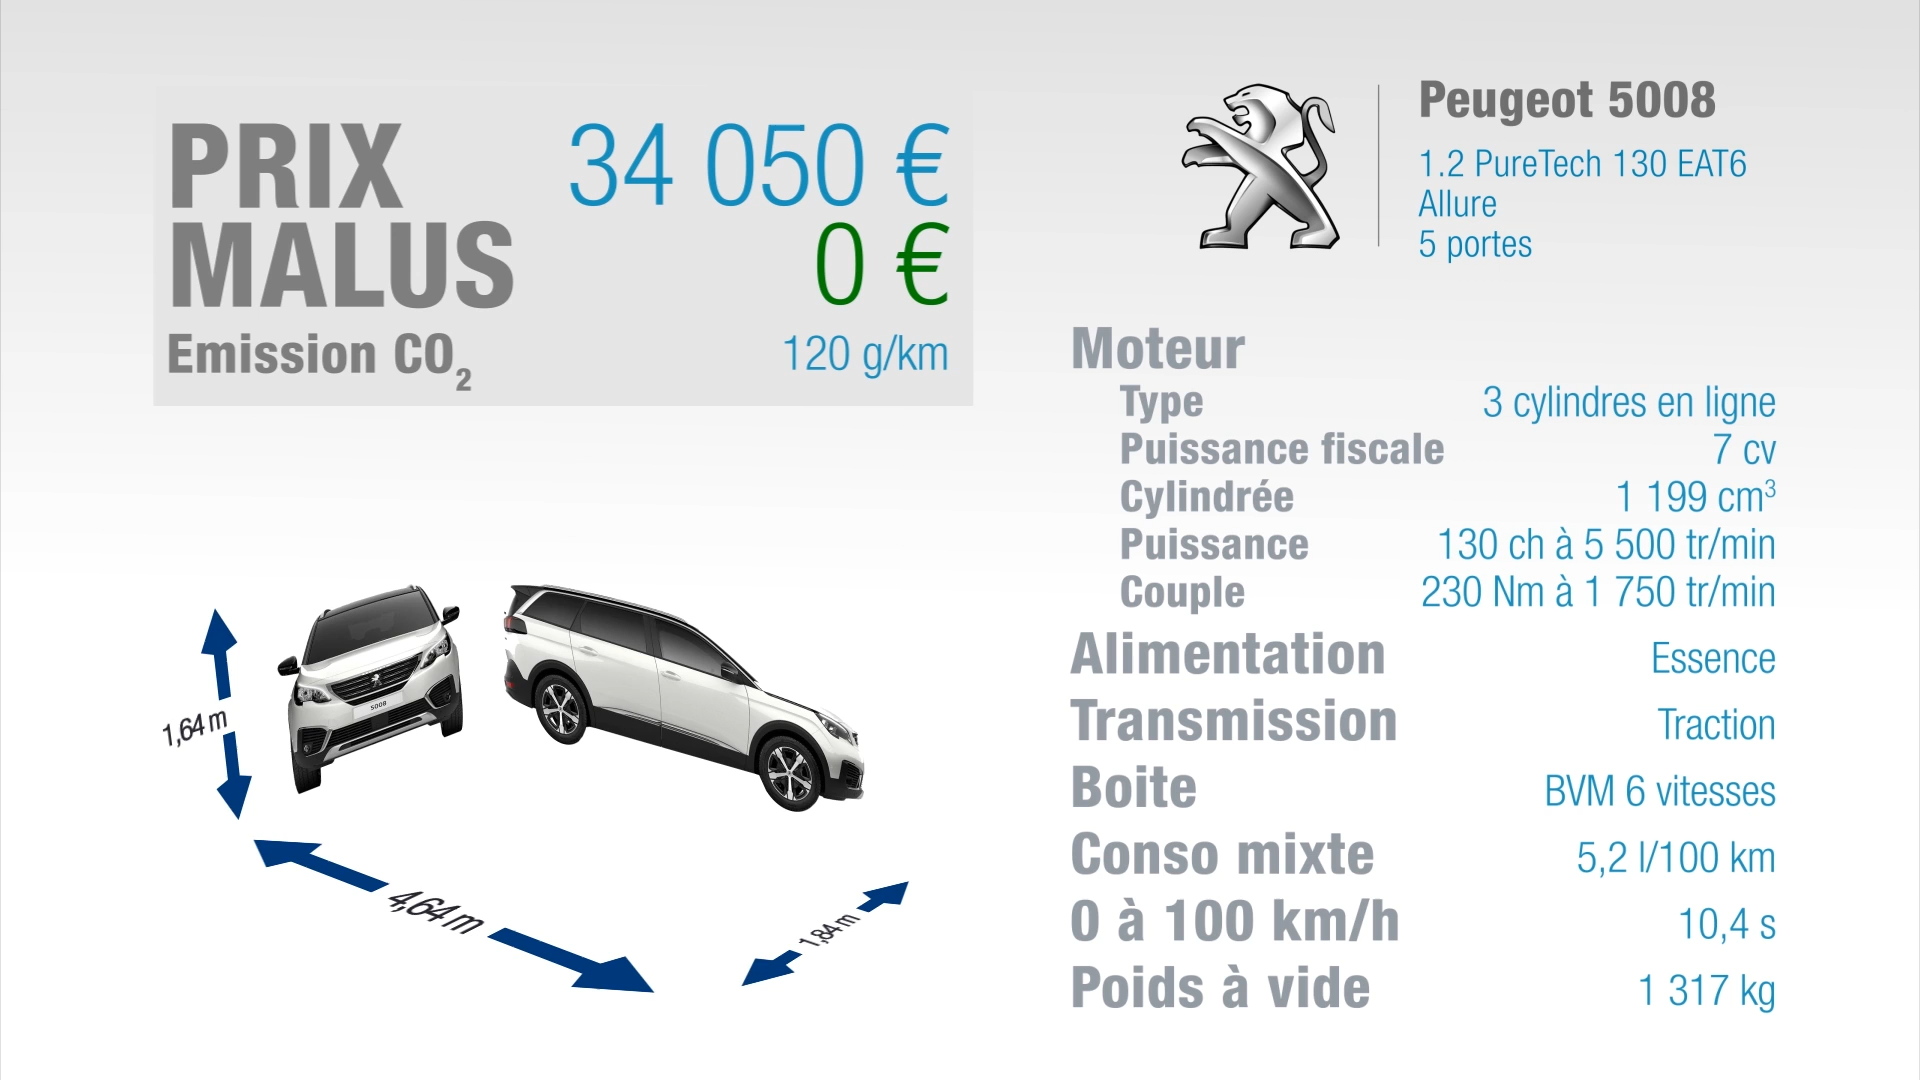 PRIX 34 050 €
MALUS 0 €
Emission CO₂ 120 g/km
Peugeot 5008
1.2 PureTech 130 EAT6
Allure
5 portes
Moteur
Type 3 cylindres en ligne
Puissance fiscale 7 cv
Cylindrée 1 199 cm³
Puissance 130 ch à 5 500 tr/min
Couple 230 Nm à 1 750 tr/min
Alimentation Essence
Transmission Traction
Boite BVM 6 vitesses
Conso mixte 5,2 l/100 km
0 à 100 km/h 10,4 s
Poids à vide 1 317 kg
5008
1,64 m
4,64 m
1,84 m